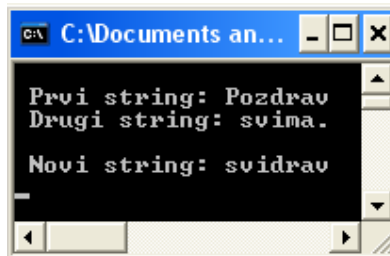 C:\Documents an...
Prvi string: Pozdrav
Drugi string: svima.
Novi string: svidrav